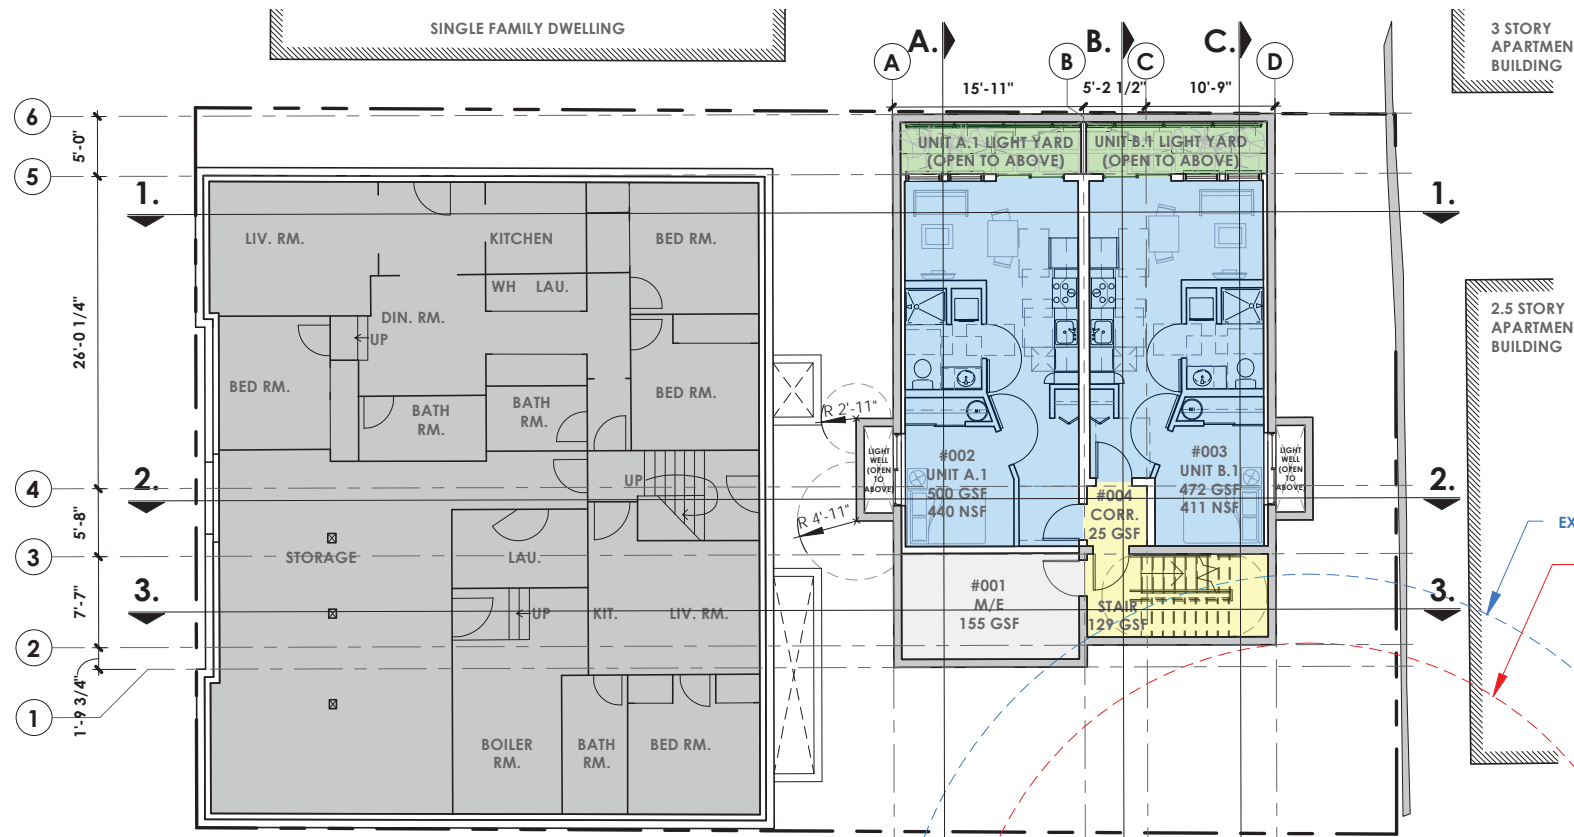 SINGLE FAMILY DWELLING
3 STORY
APARTMEN
BUILDING
A.
B.
C.
A
B
C
D
15'-11"
5'-2 1/2"
10'-9"
6
5'-0"
5
1.
1.
UNIT A.1 LIGHT YARD
(OPEN TO ABOVE)
UNIT B.1 LIGHT YARD
(OPEN TO ABOVE)
LIV. RM.
KITCHEN
BED RM.
WH
LAU.
DIN. RM.
UP
26'-0 1/4"
BED RM.
BATH
RM.
BATH
RM.
BED RM.
2.5 STORY
APARTMEN
BUILDING
R 2'-11"
R 4'-11"
LIGHT
WELL
(OPEN
TO
ABOVE)
#002
UNIT A.1
500 GSF
440 NSF
#003
UNIT B.1
472 GSF
411 NSF
LIGHT
WELL
(OPEN
TO
ABOVE)
#004
CORR.
25 GSF
4
2.
2.
UP
5'-8"
EX
3
STORAGE
LAU.
7'-7"
3.
3.
UP
KIT.
LIV. RM.
#001
M/E
155 GSF
STAIR
129 GSF
2
1'-9 3/4"
1
BOILER
RM.
BATH
RM.
BED RM.